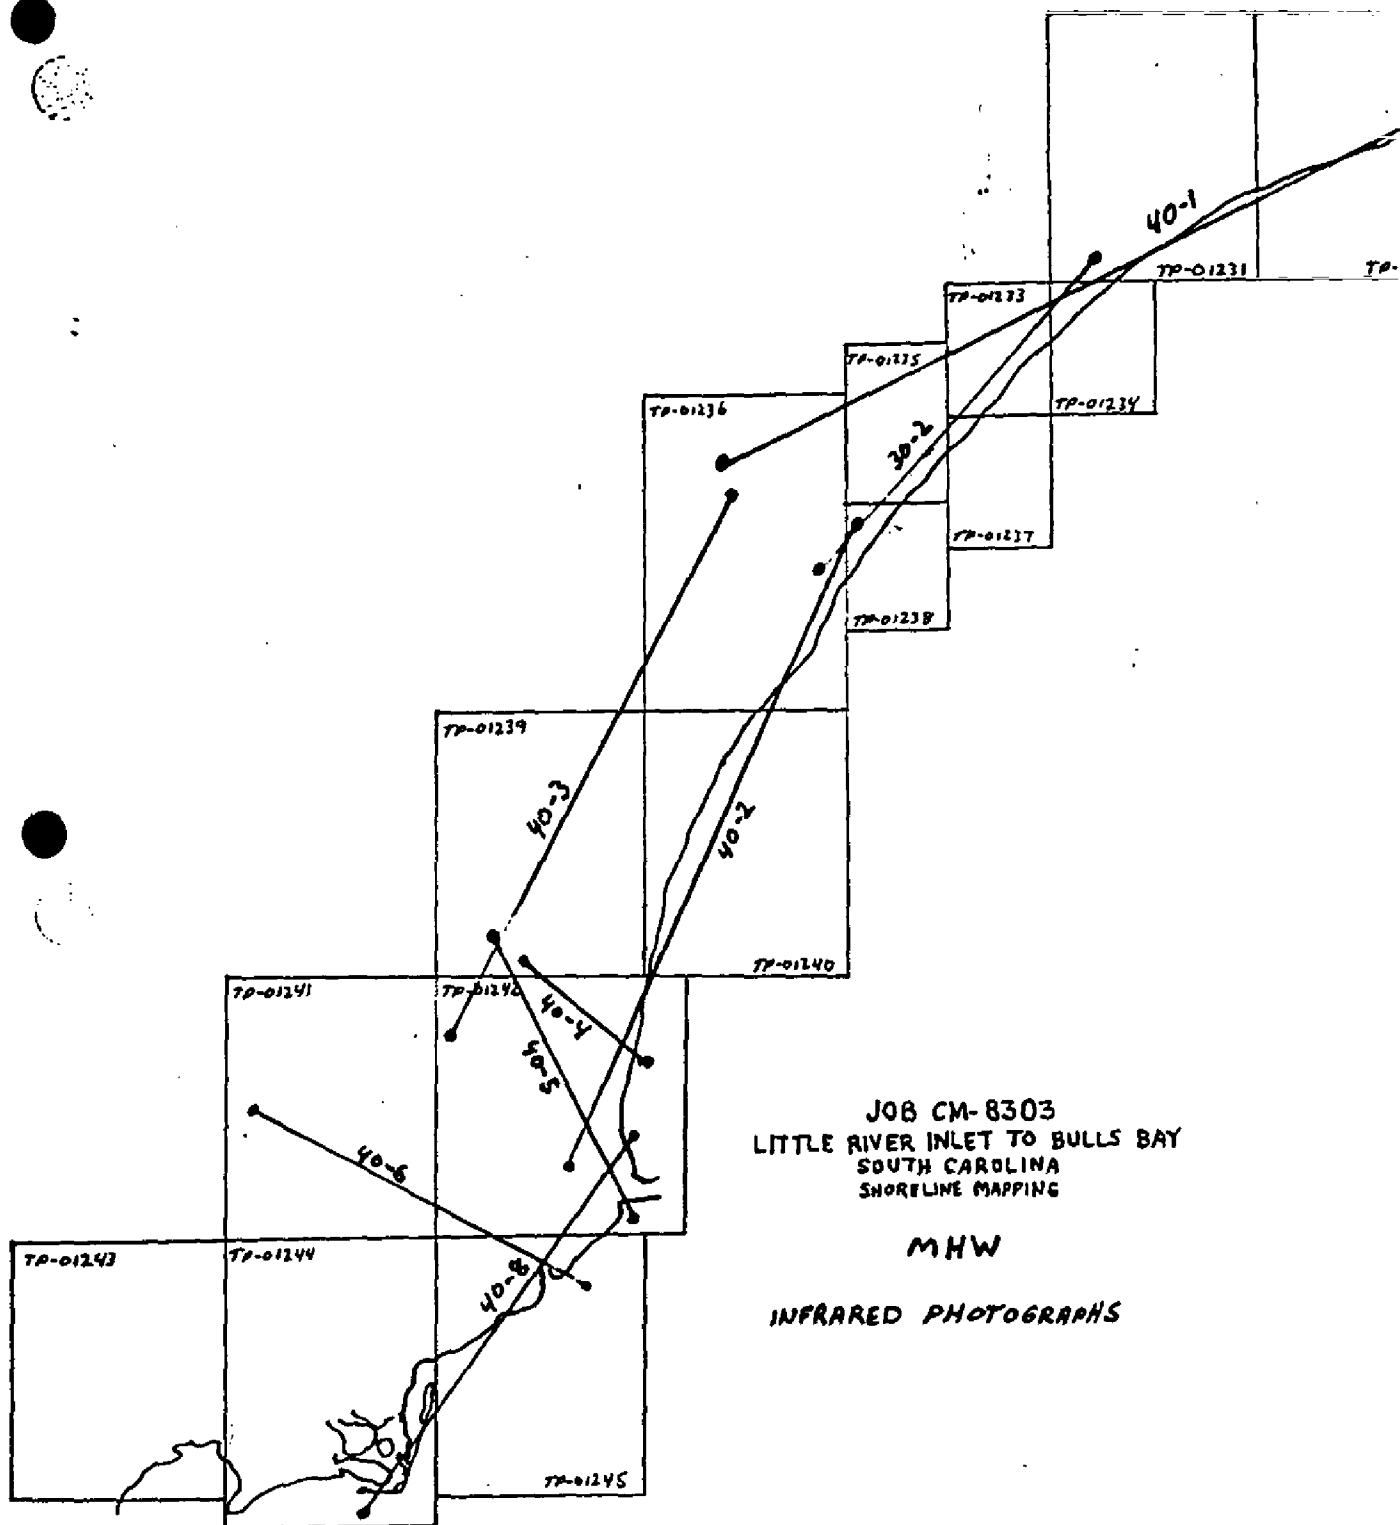 40-1
TP-01231
TP-
TP-01233
TP-01235
TP-01234
TP-01236
30-2
TP-01237
TP-01238
TP-01239
40-3
40-2
TP-01240
TP-01241
40-4
40-5
JOB CM-8303
LITTLE RIVER INLET TO BULLS BAY
SOUTH CAROLINA
SHORELINE MAPPING
40-6
MHW
TP-01243
TP-01244
40-8
INFRARED PHOTOGRAPHS
TP-01245